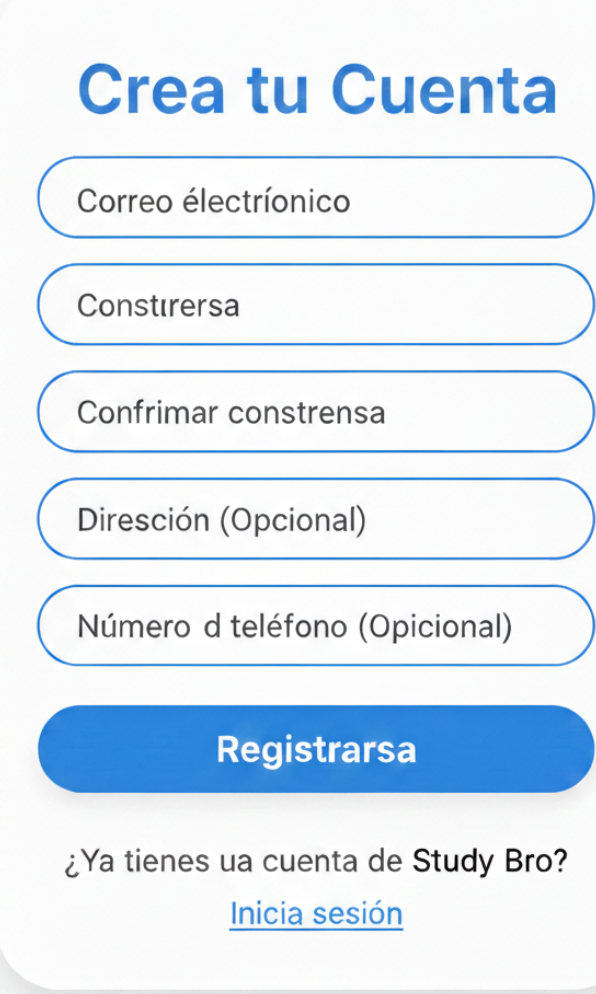 Crea tu Cuenta
Correo électríonico
Constırersa
Confrimar constrensa
Diresción (Opcional)
Número d teléfono (Opicional)
Registrarsa
¿Ya tienes ua cuenta de Study Bro?
Inicia sesión